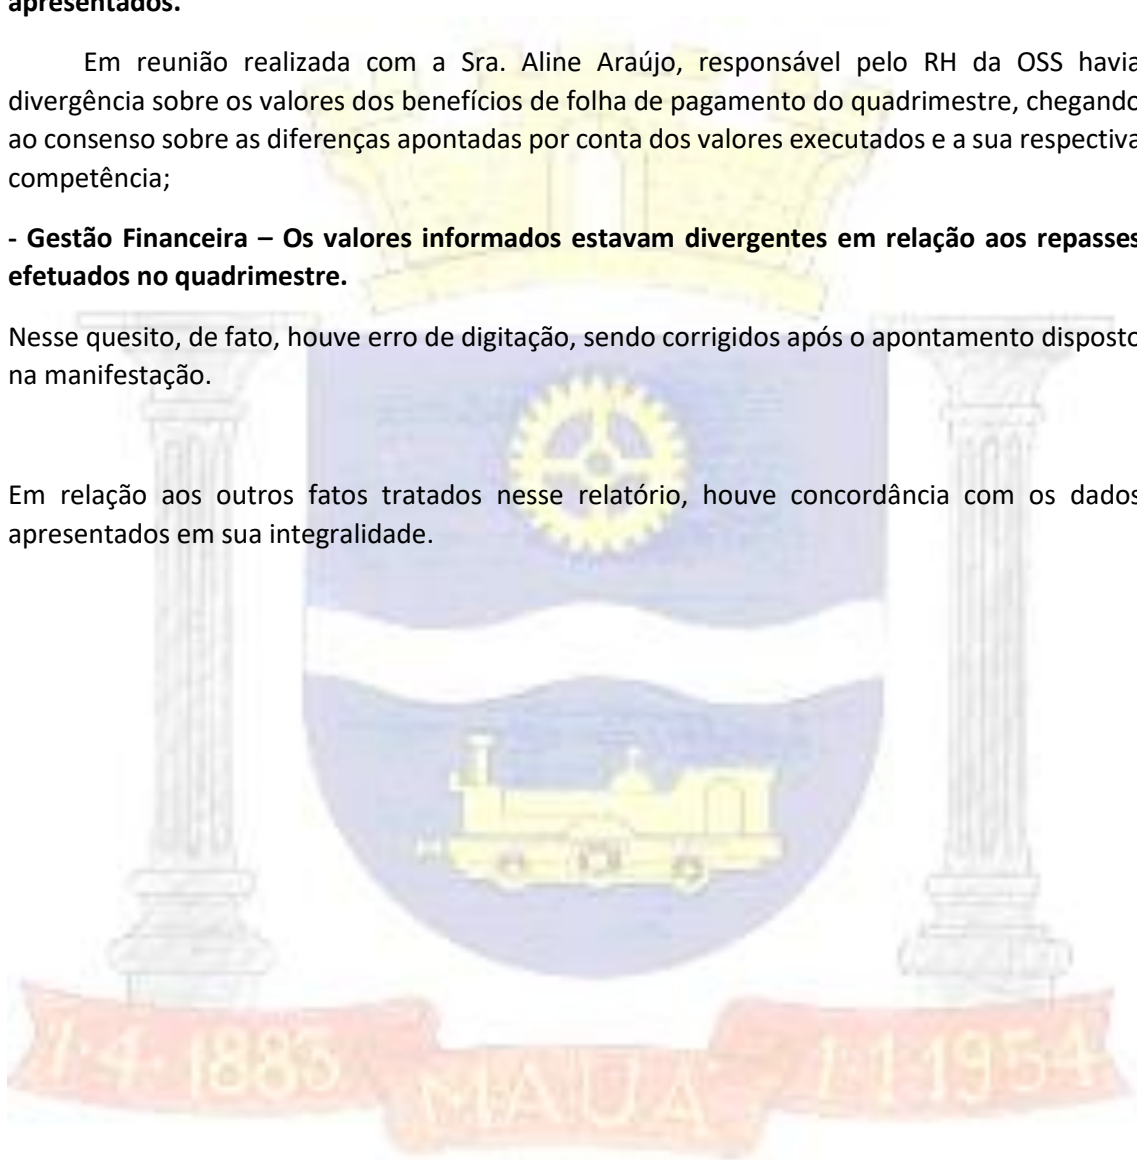 apresentados.
Em reunião realizada com a Sra. Aline Araújo, responsável pelo RH da OSS havia
divergência sobre os valores dos benefícios de folha de pagamento do quadrimestre, chegando
ao consenso sobre as diferenças apontadas por conta dos valores executados e a sua respectiva
competência;
- Gestão Financeira – Os valores informados estavam divergentes em relação aos repasses
efetuados no quadrimestre.
Nesse quesito, de fato, houve erro de digitação, sendo corrigidos após o apontamento disposto
na manifestação.
Em relação aos outros fatos tratados nesse relatório, houve concordância com os dados
apresentados em sua integralidade.
1-4-1883
MAUÁ
1-1-1954